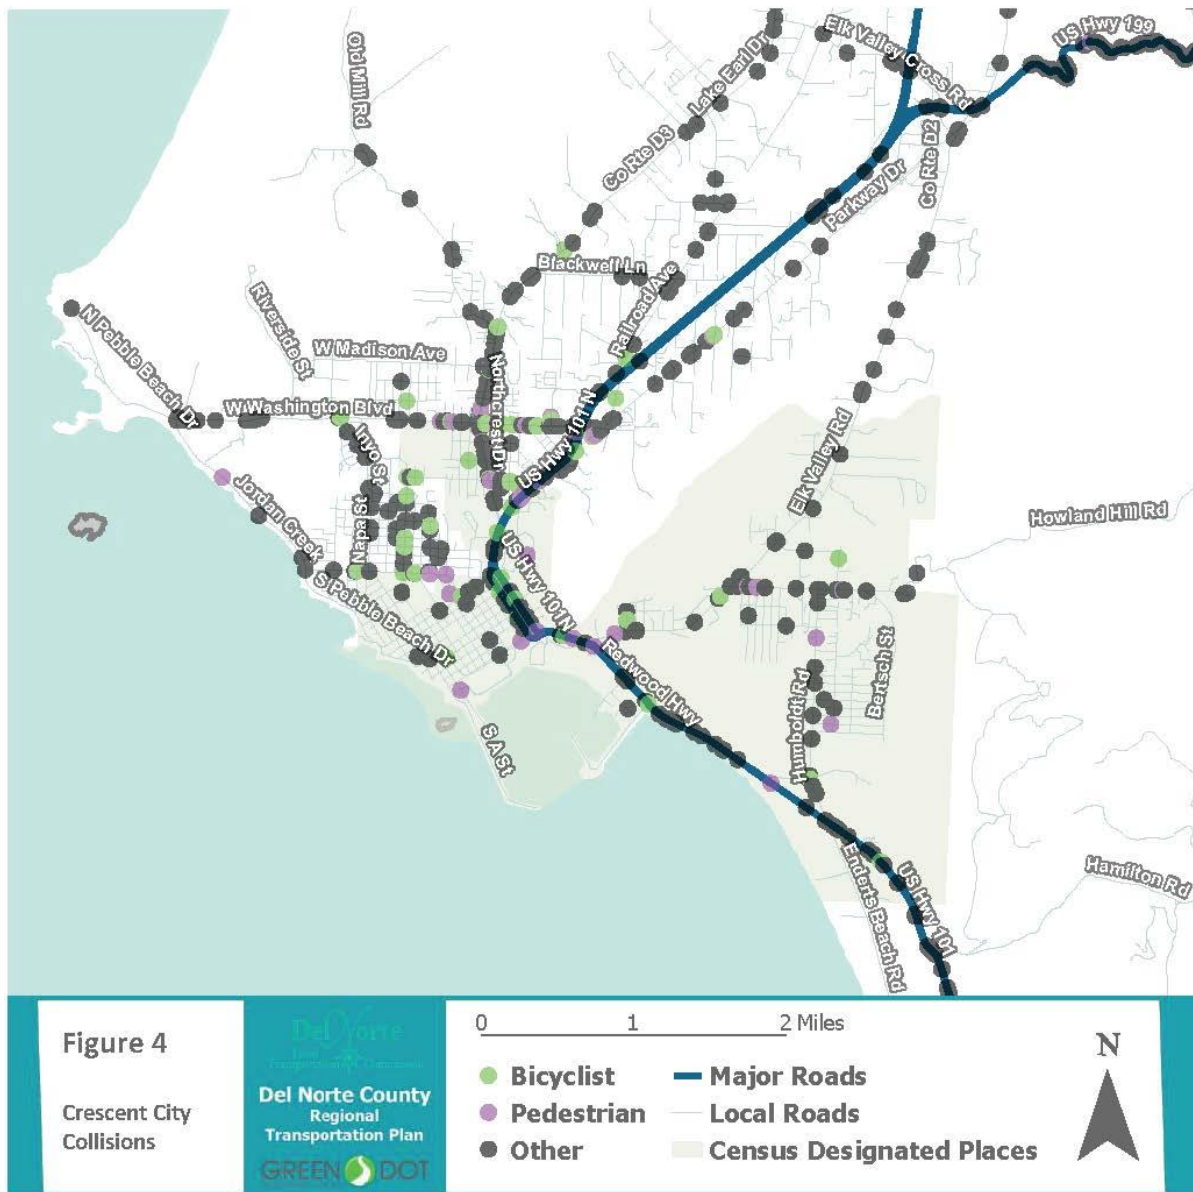 Old Mill Rd
Lake Earl Dr
Elk Valley Cross Rd
US Hwy 199
Co Rte D3
Co Rte D2
Parkway Dr
Blackwell Ln
Railroad Ave
Riverside St
N Pebble Beach Dr
W Madison Ave
Northcrest Dr
W Washington Blvd
US Hwy 101 N
Inyo St
Elk Valley Rd
Jordan Creek
Napa St
Howland Hill Rd
US Hwy 101 N
S Pebble Beach Dr
Redwood Hwy
Bertsch St
Humboldt Rd
S A St
Enderts Beach Rd
US Hwy 101
Hamilton Rd
Figure 4
Crescent City
Collisions
Del Norte
Del Norte County
Regional
Transportation Plan
GREEN DOT
0 1 2 Miles
Bicyclist
Pedestrian
Other
Major Roads
Local Roads
Census Designated Places
N